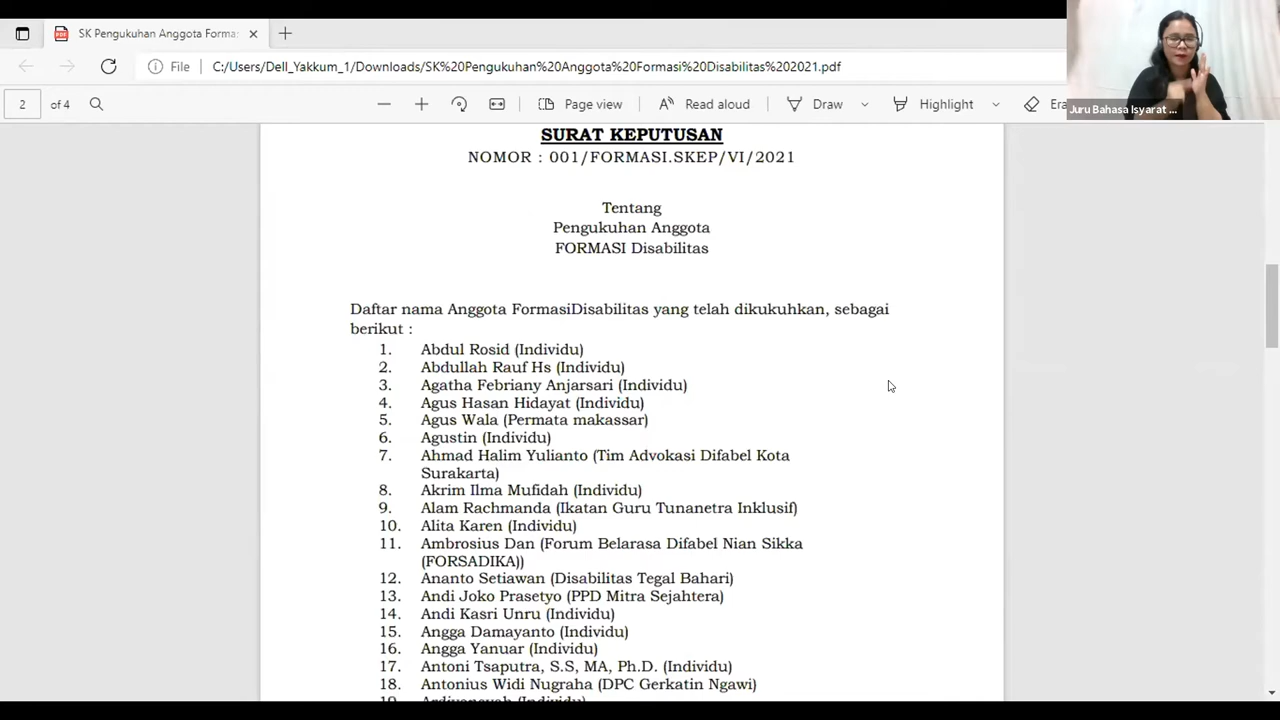 SK Pengukuhan Anggota Forma
File
C:/Users/Dell_Yakkum_1/Downloads/SK%20Pengukuhan%20Anggota%20Formasi%20Disabilitas%202021.pdf
2 of 4
Page view
Read aloud
Draw
Highlight
Era
Juru Bahasa Isyarat ...
SURAT KEPUTUSAN
NOMOR : 001/FORMASI.SKEP/VI/2021
Tentang
Pengukuhan Anggota
FORMASI Disabilitas
Daftar nama Anggota FormasiDisabilitas yang telah dikukuhkan, sebagai
berikut :
1. Abdul Rosid (Individu)
2. Abdullah Rauf Hs (Individu)
3. Agatha Febriany Anjarsari (Individu)
4. Agus Hasan Hidayat (Individu)
5. Agus Wala (Permata makassar)
6. Agustin (Individu)
7. Ahmad Halim Yulianto (Tim Advokasi Difabel Kota
Surakarta)
8. Akrim Ilma Mufidah (Individu)
9. Alam Rachmanda (Ikatan Guru Tunanetra Inklusif)
10. Alita Karen (Individu)
11. Ambrosius Dan (Forum Belarasa Difabel Nian Sikka
(FORSADIKA))
12. Ananto Setiawan (Disabilitas Tegal Bahari)
13. Andi Joko Prasetyo (PPD Mitra Sejahtera)
14. Andi Kasri Unru (Individu)
15. Angga Damayanto (Individu)
16. Angga Yanuar (Individu)
17. Antoni Tsaputra, S.S, MA, Ph.D. (Individu)
18. Antonius Widi Nugraha (DPC Gerkatin Ngawi)